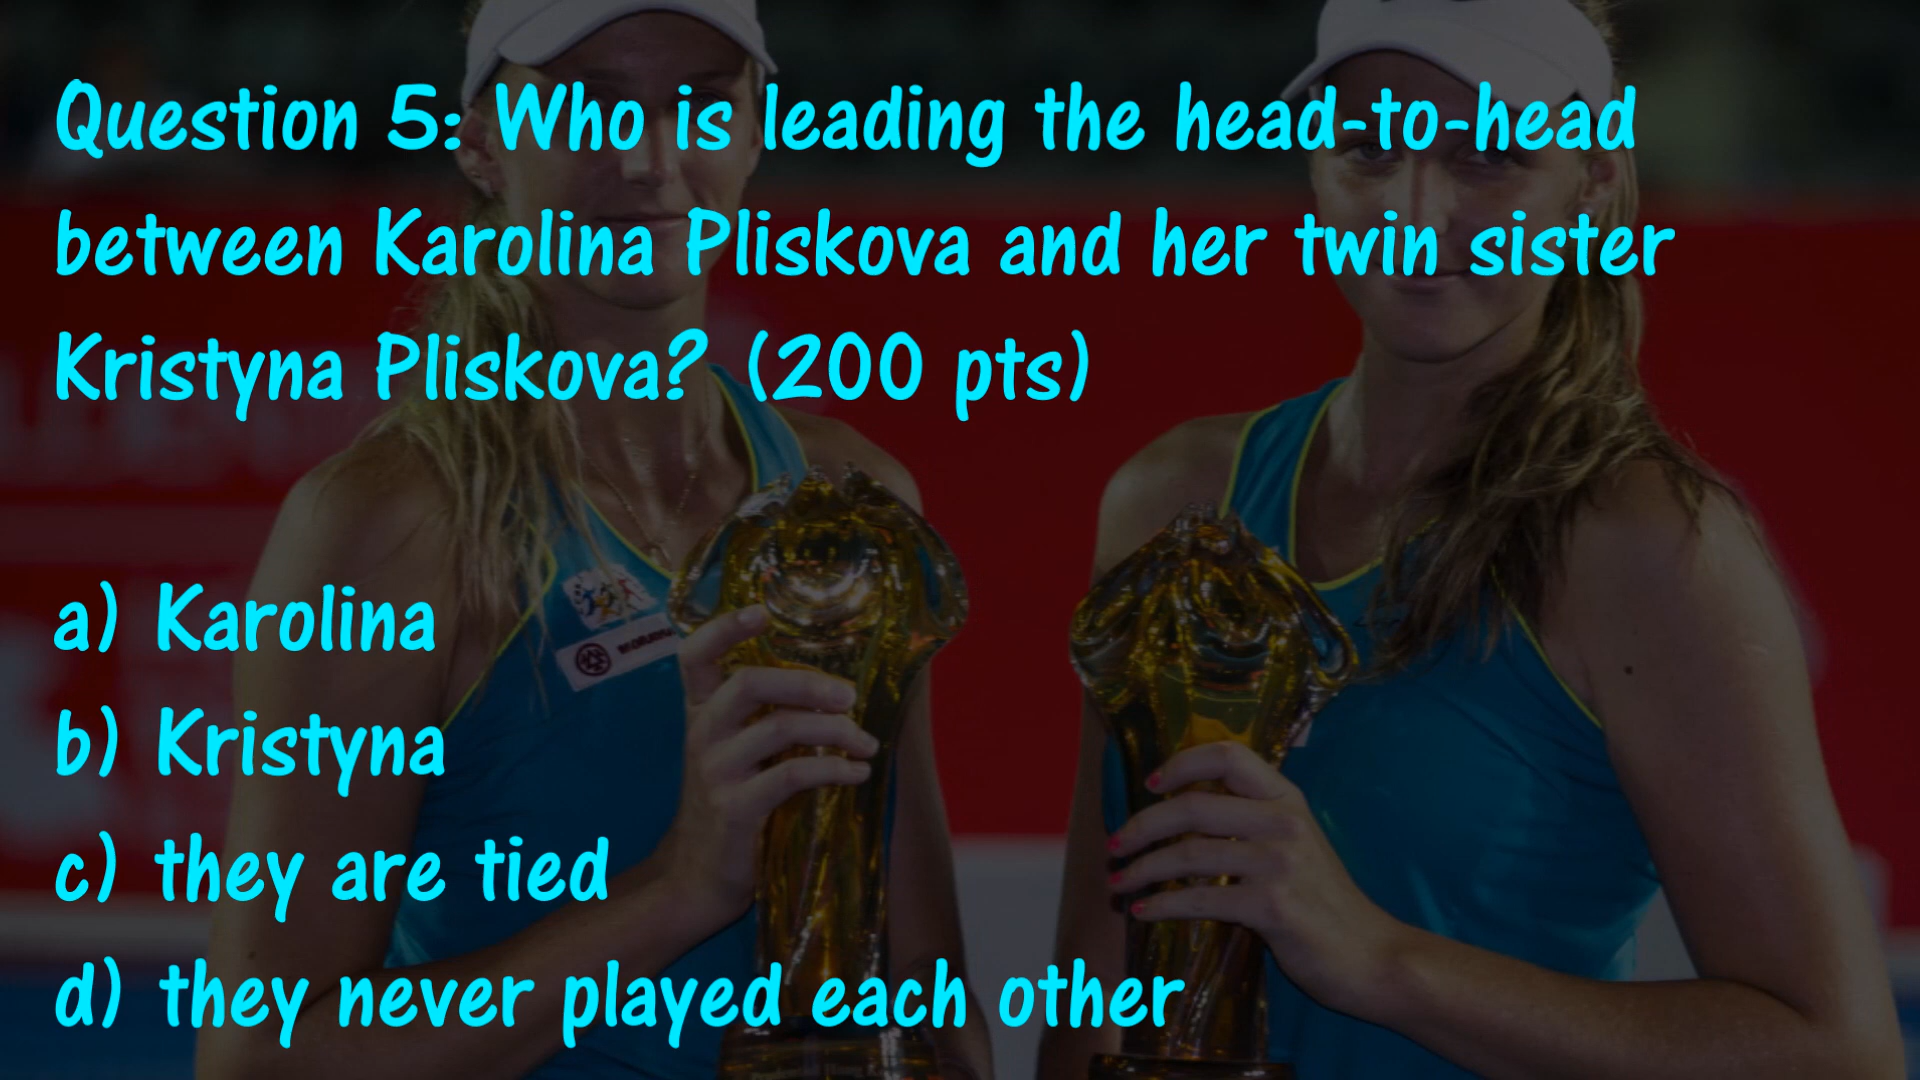 Question 5: Who is leading the head-to-head
between Karolina Pliskova and her twin sister
Kristyna Pliskova? (200 pts)
a) Karolina
b) Kristyna
c) they are tied
d) they never played each other